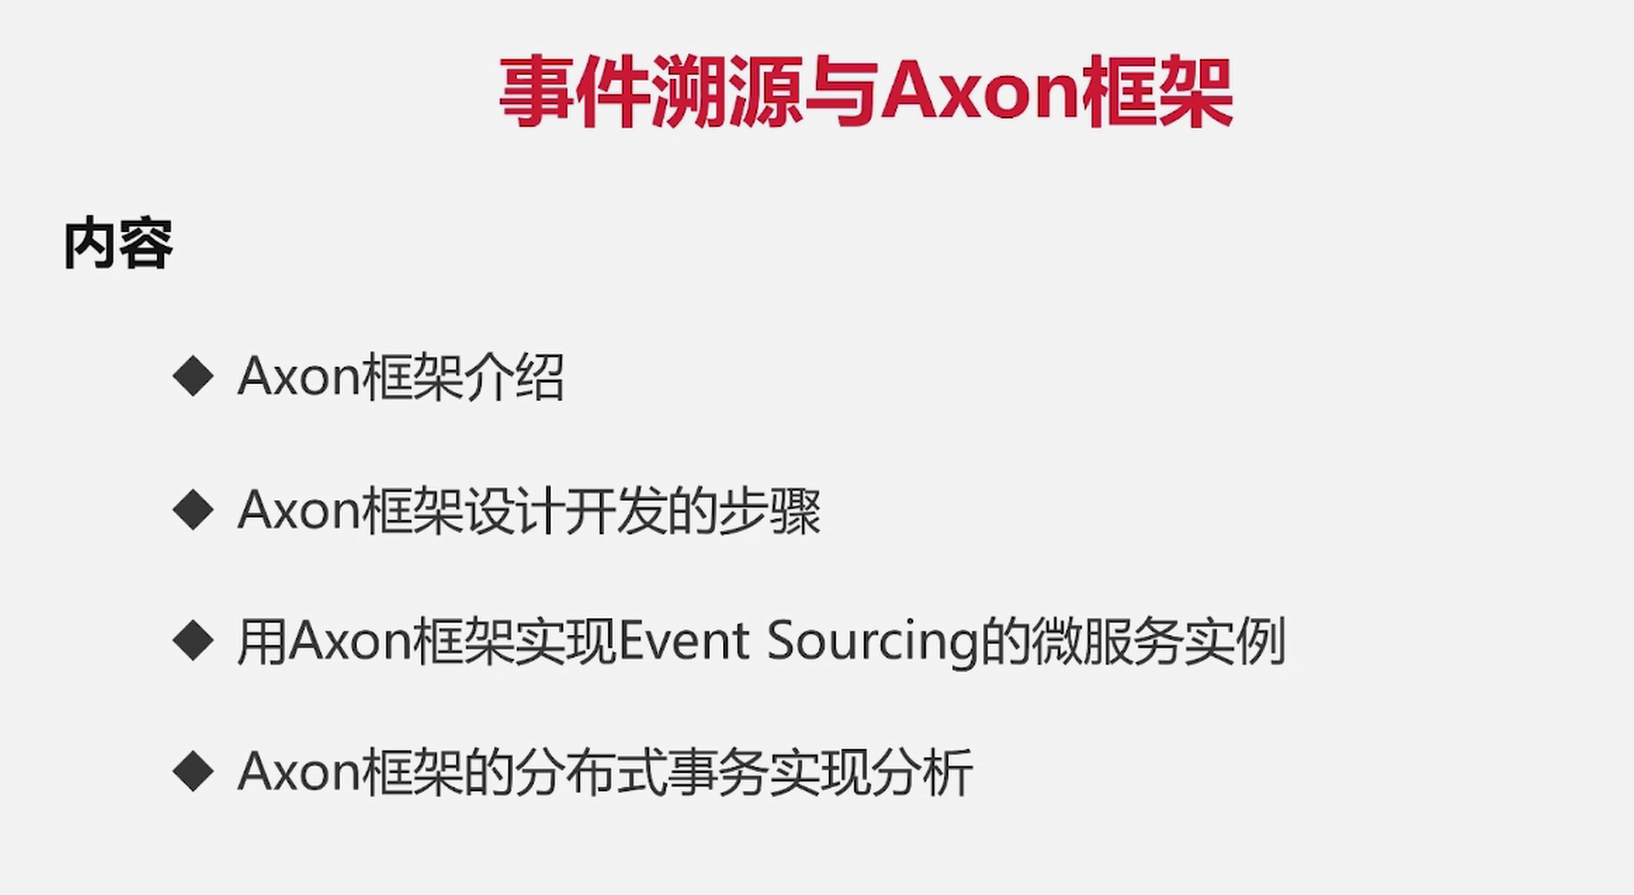 事件溯源与Axon框架
内容
◆ Axon框架介绍
◆ Axon框架设计开发的步骤
◆ 用Axon框架实现Event Sourcing的微服务实例
◆ Axon框架的分布式事务实现分析